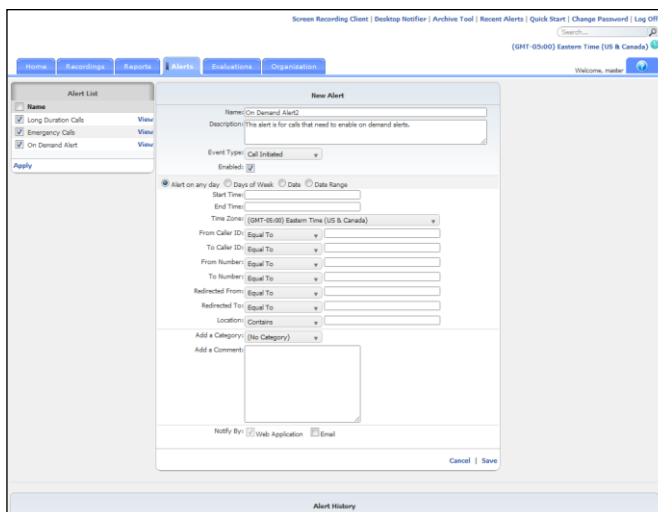 Screen Recording Client | Desktop Notifier | Archive Tool | Recent Alerts | Quick Start | Change Password | Log Off
Search...
(GMT-05:00) Eastern Time (US & Canada)
Home Recordings Reports Alerts Evaluations Organization
Welcome, master
Alert List
Name
Long Duration Calls View
Emergency Calls View
On Demand Alert View
Apply
New Alert
Name: On Demand Alert2
Description: This alert is for calls that need to enable on demand alerts.
Event Type: Call Initiated
Enabled:
Alert on any day Days of Week Date Date Range
Start Time:
End Time:
Time Zone: (GMT-05:00) Eastern Time (US & Canada)
From Caller ID: Equal To
To Caller ID: Equal To
From Number: Equal To
To Number: Equal To
Redirected From: Equal To
Redirected To: Equal To
Location: Contains
Add a Category: (No Category)
Add a Comment:
Notify By: Web Application Email
Cancel | Save
Alert History